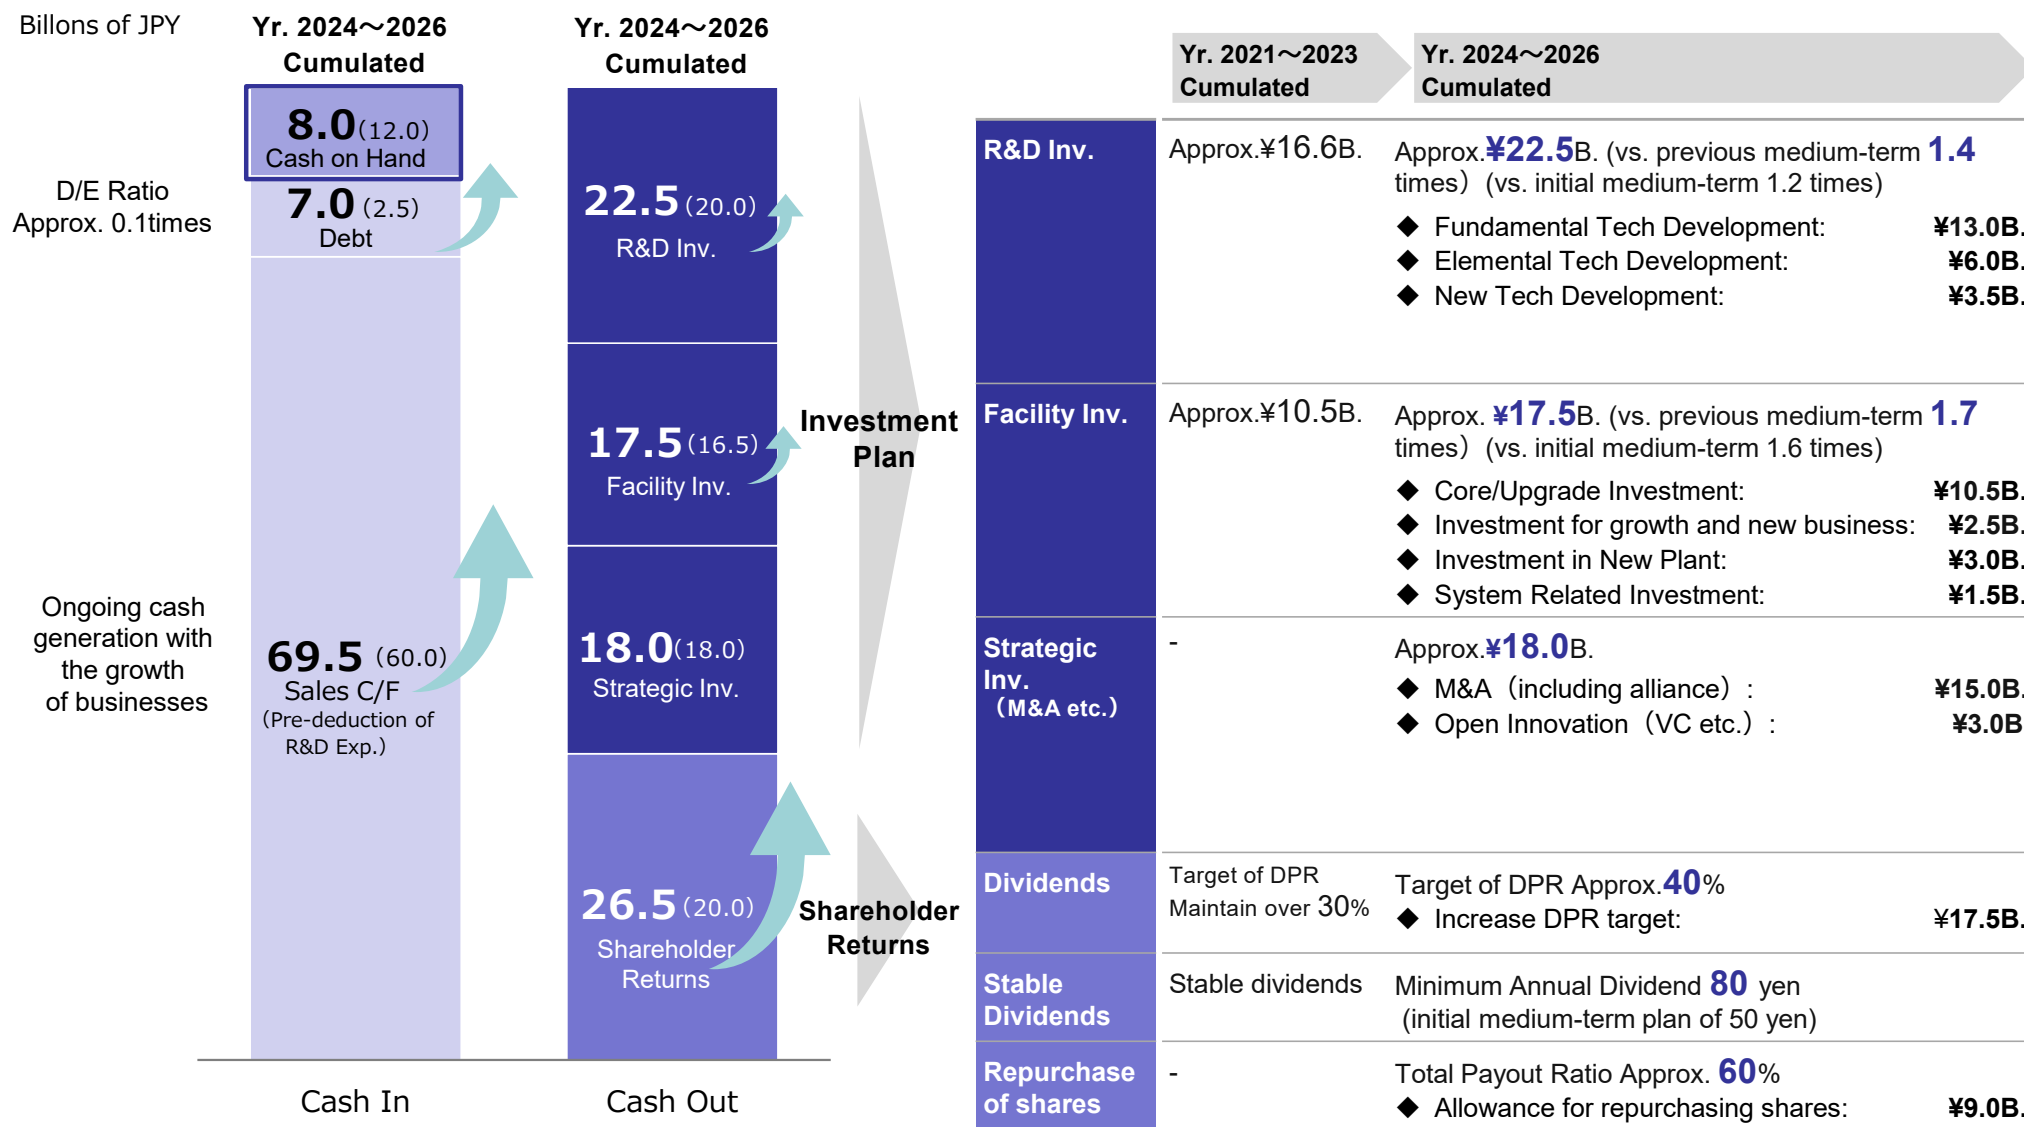 Billons of JPY
Yr. 2024～2026
Cumulated
8.0（12.0）
Cash on Hand
D/E Ratio
Approx. 0.1times
7.0（2.5）
Debt
Ongoing cash
generation with
the growth
of businesses
69.5（60.0）
Sales C/F
（Pre-deduction of
R&D Exp.）
Cash In
Yr. 2024～2026
Cumulated
22.5（20.0）
R&D Inv.
17.5（16.5）
Facility Inv.
18.0（18.0）
Strategic Inv.
26.5（20.0）
Shareholder
Returns
Cash Out
Investment
Plan
Shareholder
Returns
Yr. 2021～2023
Cumulated
Yr. 2024～2026
Cumulated
R&D Inv.
Approx.¥16.6B.
Approx.¥22.5B. (vs. previous medium-term 1.4
times）(vs. initial medium-term 1.2 times)
◆ Fundamental Tech Development: ¥13.0B.
◆ Elemental Tech Development: ¥6.0B.
◆ New Tech Development: ¥3.5B.
Facility Inv.
Approx.¥10.5B.
Approx. ¥17.5B. (vs. previous medium-term 1.7
times）(vs. initial medium-term 1.6 times)
◆ Core/Upgrade Investment: ¥10.5B.
◆ Investment for growth and new business: ¥2.5B.
◆ Investment in New Plant: ¥3.0B.
◆ System Related Investment: ¥1.5B.
Strategic
Inv.
（M&A etc.）
-
Approx.¥18.0B.
◆ M&A（including alliance）: ¥15.0B.
◆ Open Innovation（VC etc.）: ¥3.0B
Dividends
Target of DPR
Maintain over 30%
Target of DPR Approx.40%
◆ Increase DPR target: ¥17.5B.
Stable
Dividends
Stable dividends
Minimum Annual Dividend 80 yen
(initial medium-term plan of 50 yen)
Repurchase
of shares
-
Total Payout Ratio Approx. 60%
◆ Allowance for repurchasing shares: ¥9.0B.